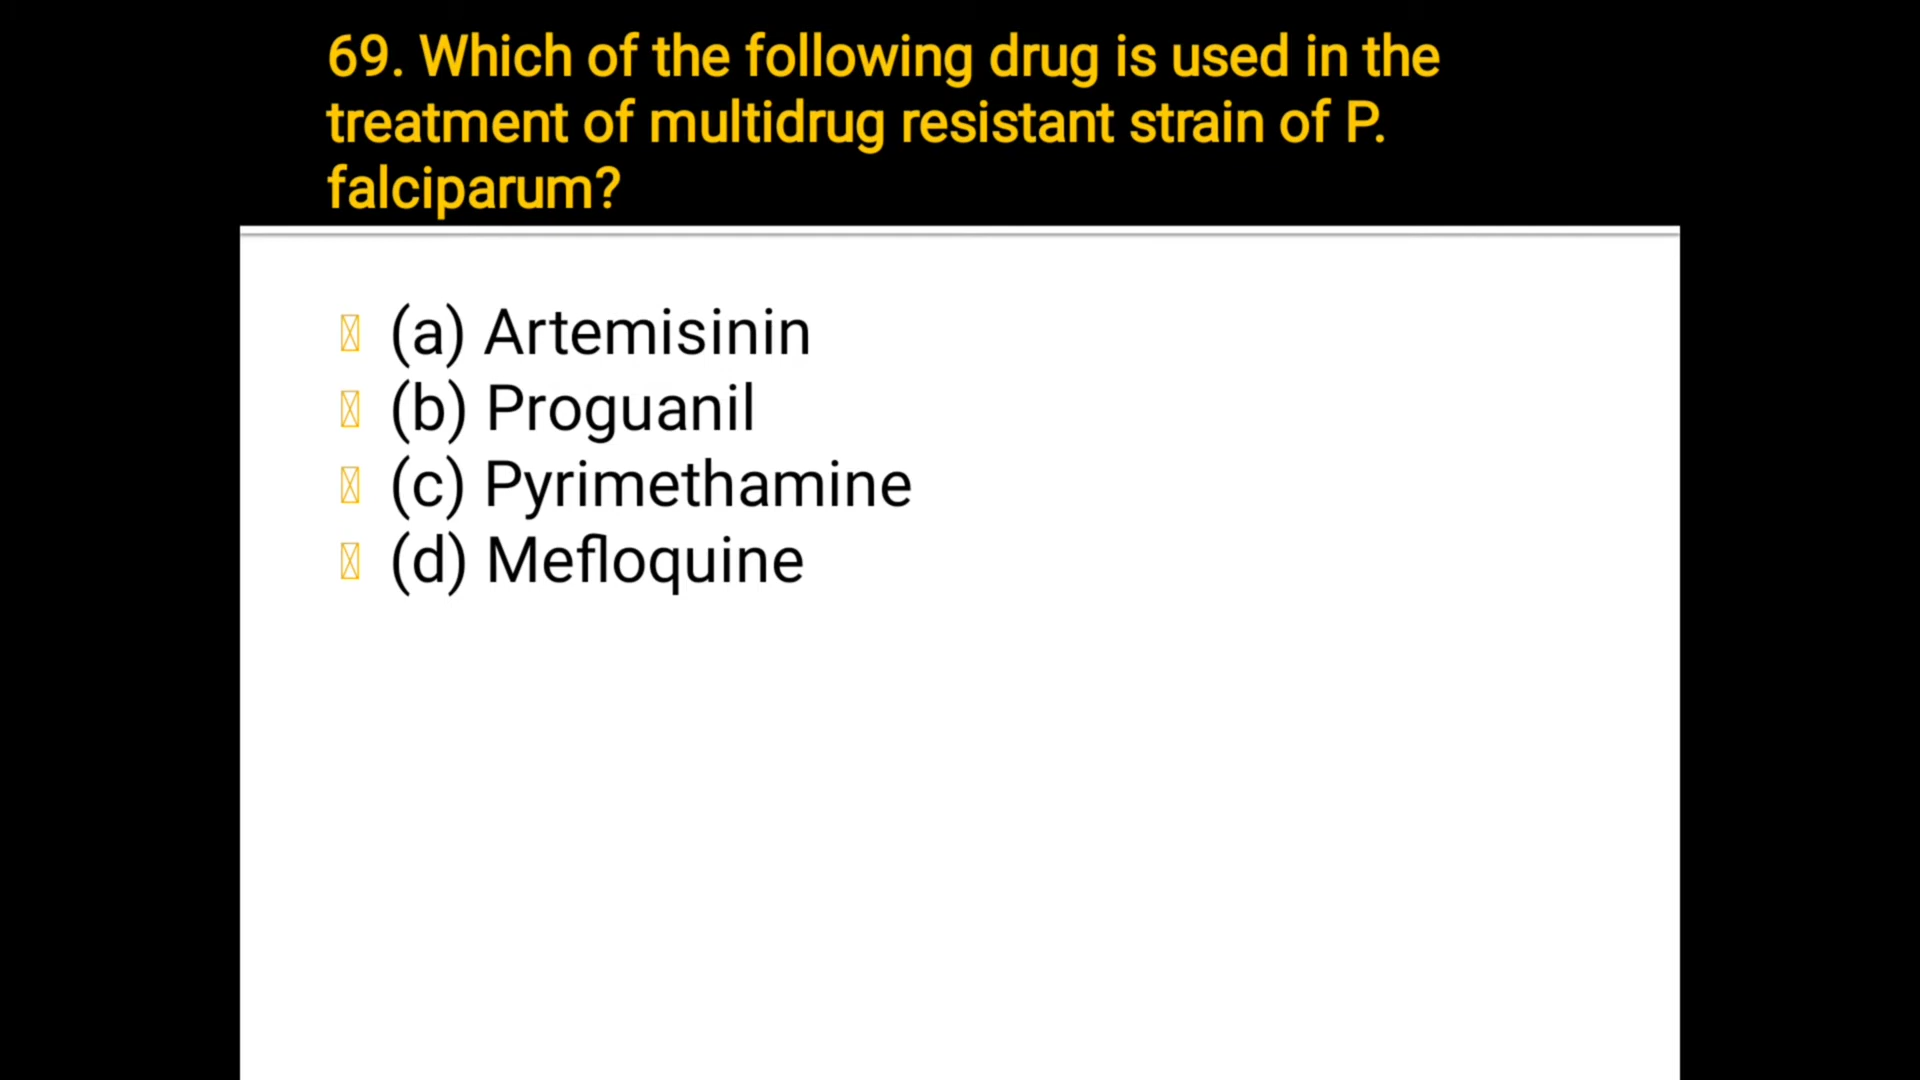 69. Which of the following drug is used in the
treatment of multidrug resistant strain of P.
falciparum?
(a) Artemisinin
(b) Proguanil
(c) Pyrimethamine
(d) Mefloquine